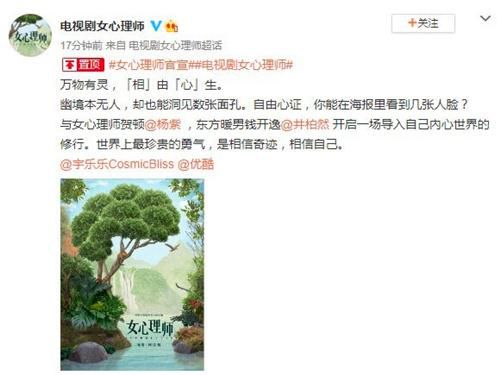 电视剧女心理师
+关注
17分钟前 来自 电视剧女心理师超话
置顶 #女心理师官宣##电视剧女心理师#
万物有灵，「相」由「心」生。
幽境本无人，却也能洞见数张面孔。自由心证，你能在海报里看到几张人脸？
与女心理师贺顿@杨紫 ，东方暖男钱开逸@井柏然 开启一场导入自己内心世界的
修行。世界上最珍贵的勇气，是相信奇迹，相信自己。
@宇乐乐CosmicBliss @优酷
女心理师